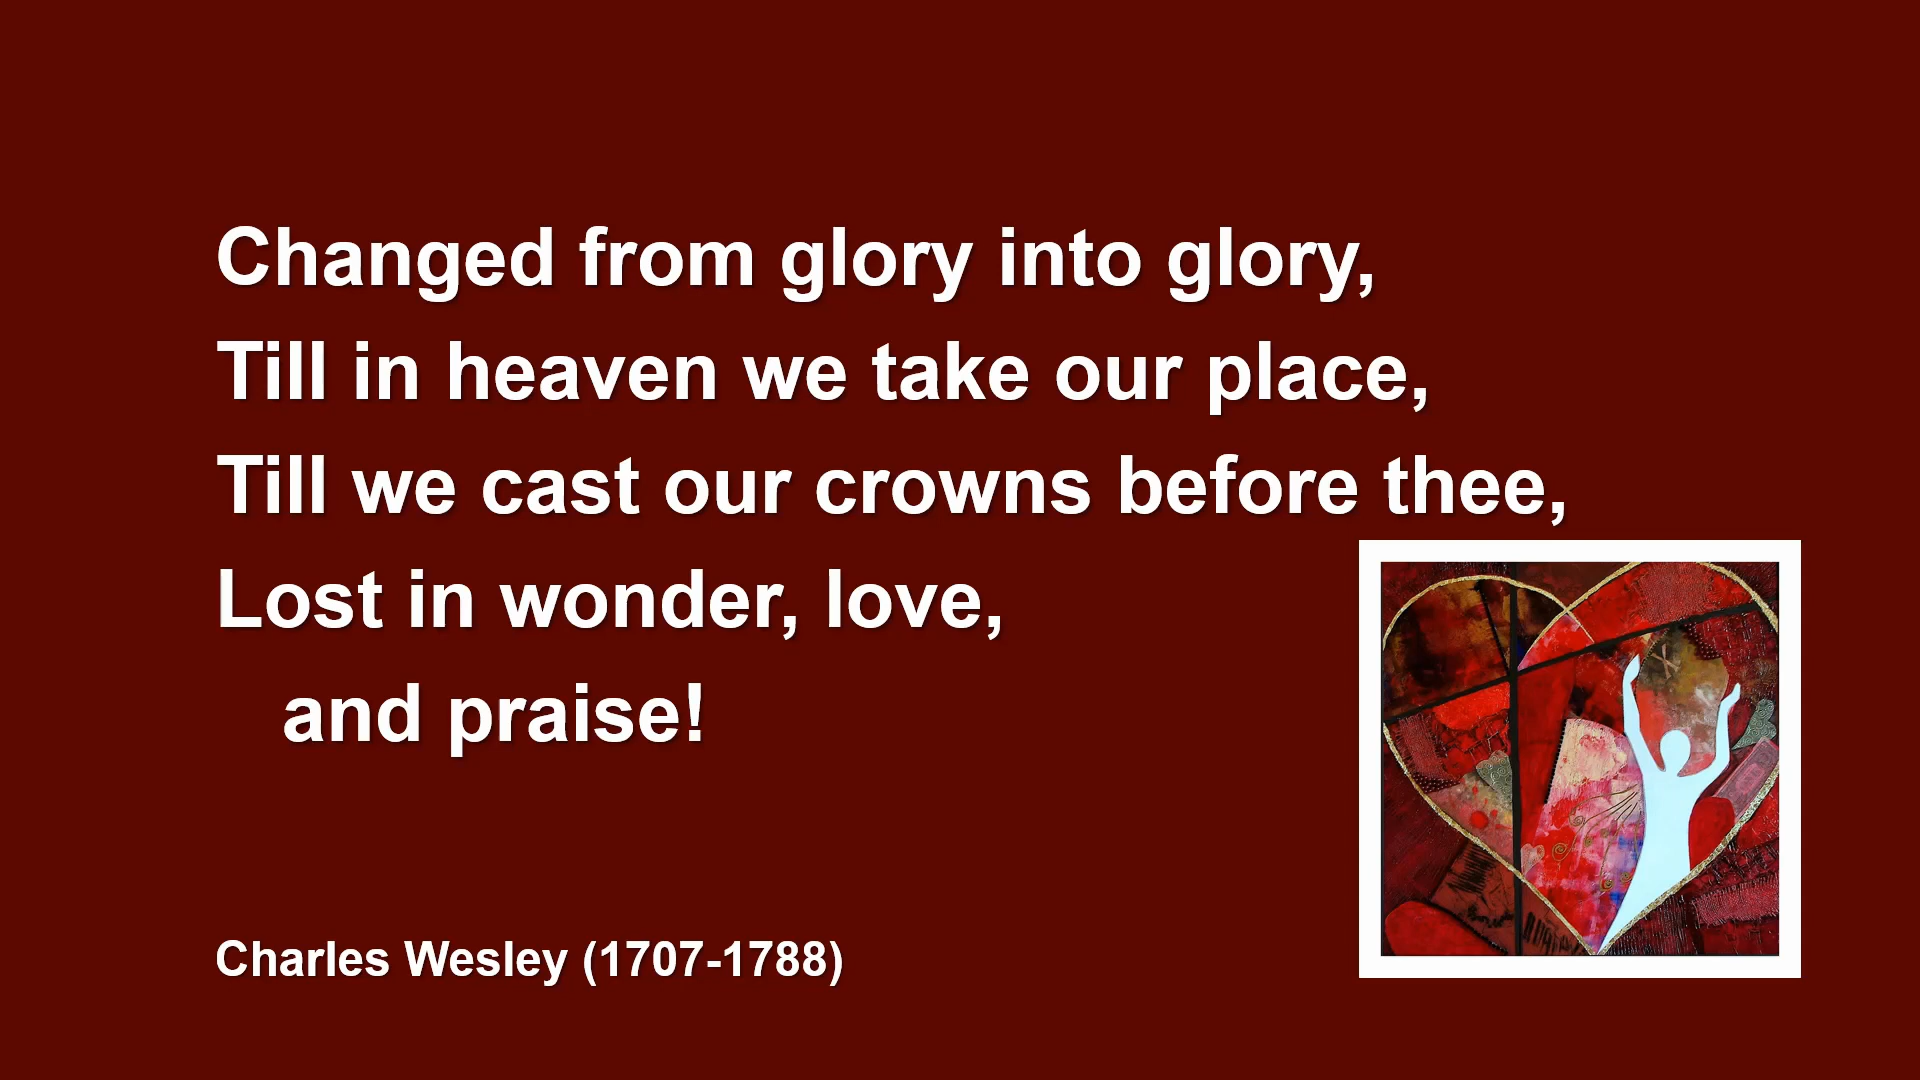 Changed from glory into glory,
Till in heaven we take our place,
Till we cast our crowns before thee,
Lost in wonder, love,
and praise!
Charles Wesley (1707-1788)